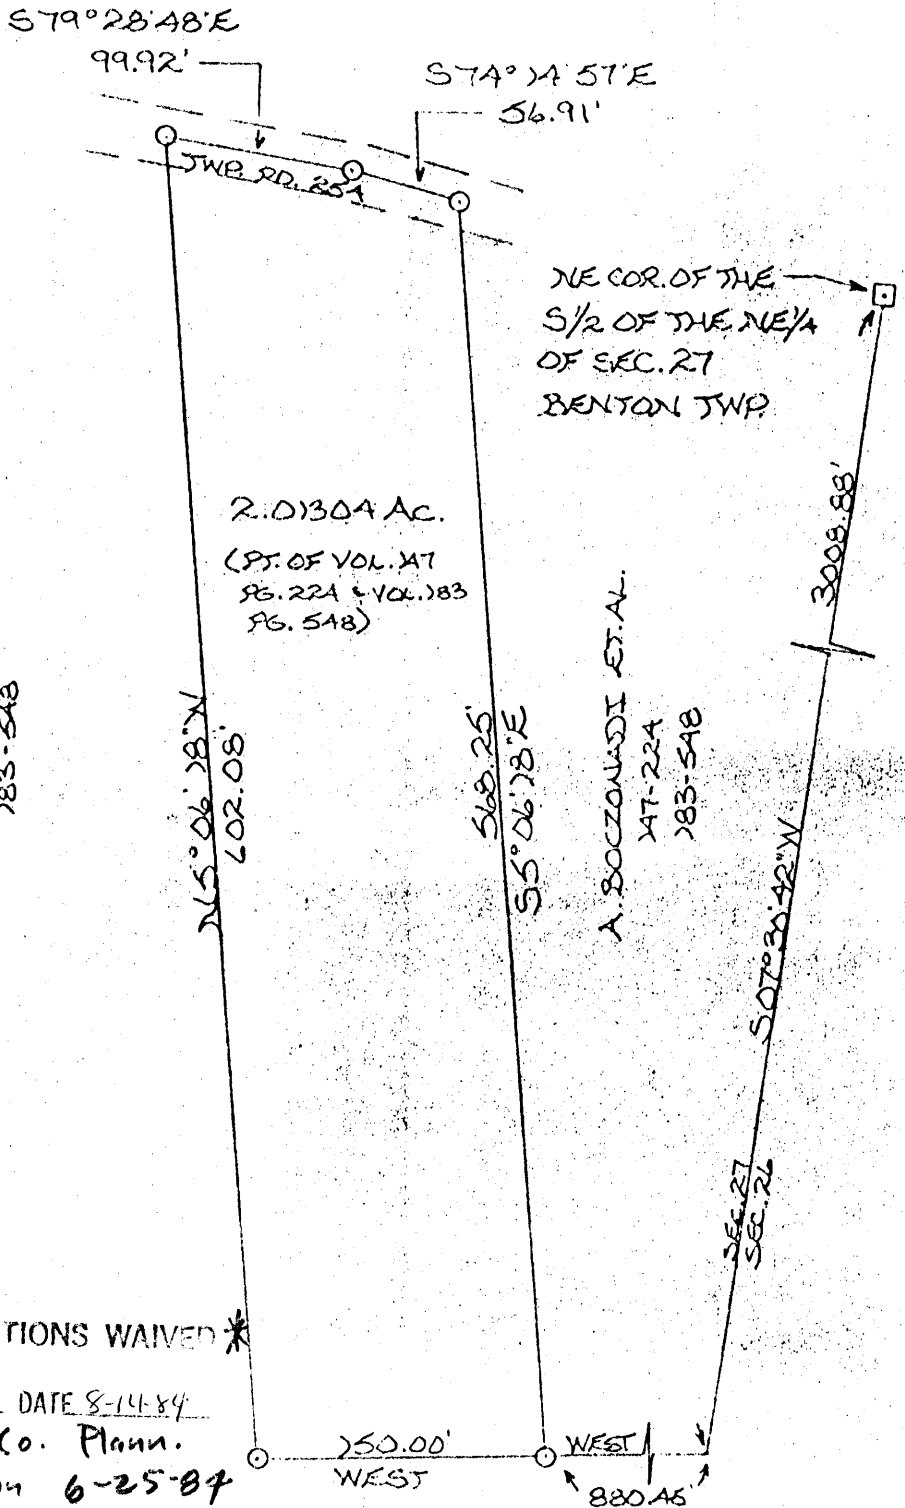 S79°28'48"E
99.92'
S74°14'57"E
56.91'
TWP. RD. 254
NE COR. OF THE
S1/2 OF THE NE1/4
OF SEC. 27
BENTON TWP.
3008.88'
2.01304 AC.
(PT. OF VOL. 147
PG. 224 & VOL. 183
PG. 548)
183-548
N5°06'18"W
602.08'
568.25'
S5°06'18"E
A. BOCZONADI ET. AL.
147-224
183-548
S07°30'42"W
SEC. 27
SEC. 26
TIONS WAIVED *
DATE 8-14-84
Co. Plann.
on 6-25-84
150.00'
WEST
WEST
880.46'